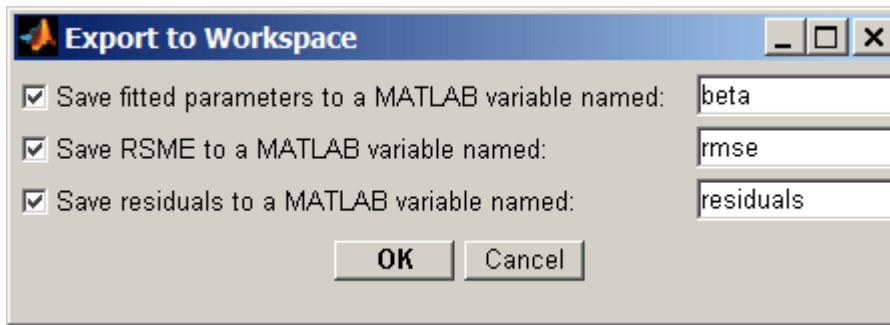 Export to Workspace
Save fitted parameters to a MATLAB variable named: beta
Save RSME to a MATLAB variable named: rmse
Save residuals to a MATLAB variable named: residuals
OK Cancel